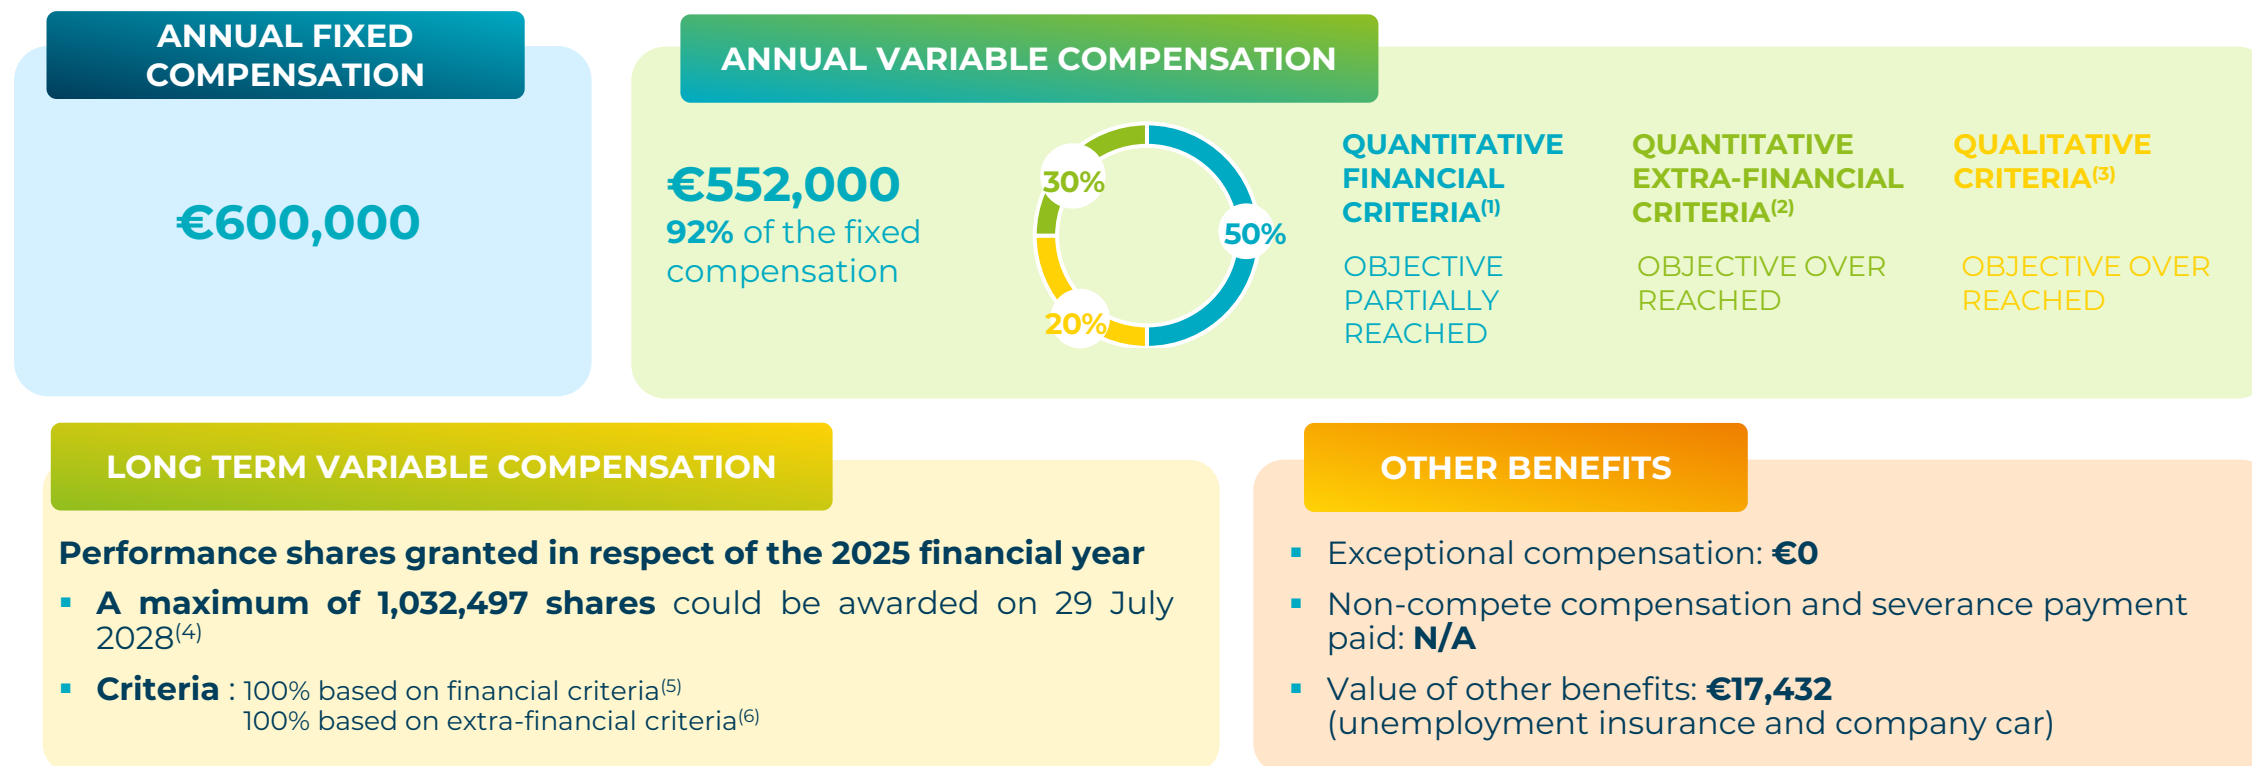 ANNUAL FIXED
COMPENSATION
€600,000
ANNUAL VARIABLE COMPENSATION
€552,000
92% of the fixed
compensation
30%
50%
20%
QUANTITATIVE
FINANCIAL
CRITERIA(1)
OBJECTIVE
PARTIALLY
REACHED
QUANTITATIVE
EXTRA-FINANCIAL
CRITERIA(2)
OBJECTIVE OVER
REACHED
QUALITATIVE
CRITERIA(3)
OBJECTIVE OVER
REACHED
LONG TERM VARIABLE COMPENSATION
Performance shares granted in respect of the 2025 financial year
▪ A maximum of 1,032,497 shares could be awarded on 29 July
2028(4)
▪ Criteria : 100% based on financial criteria(5)
100% based on extra-financial criteria(6)
OTHER BENEFITS
▪ Exceptional compensation: €0
▪ Non-compete compensation and severance payment
paid: N/A
▪ Value of other benefits: €17,432
(unemployment insurance and company car)